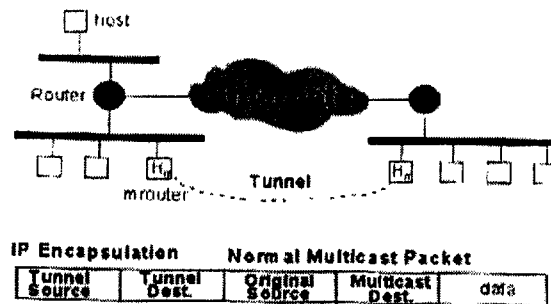 host
Router
H
H
mrouter
Tunnel
IP Encapsulation Normal Multicast Packet
Tunnel Source Tunnel Dest. Original Source Multicast Dest. data